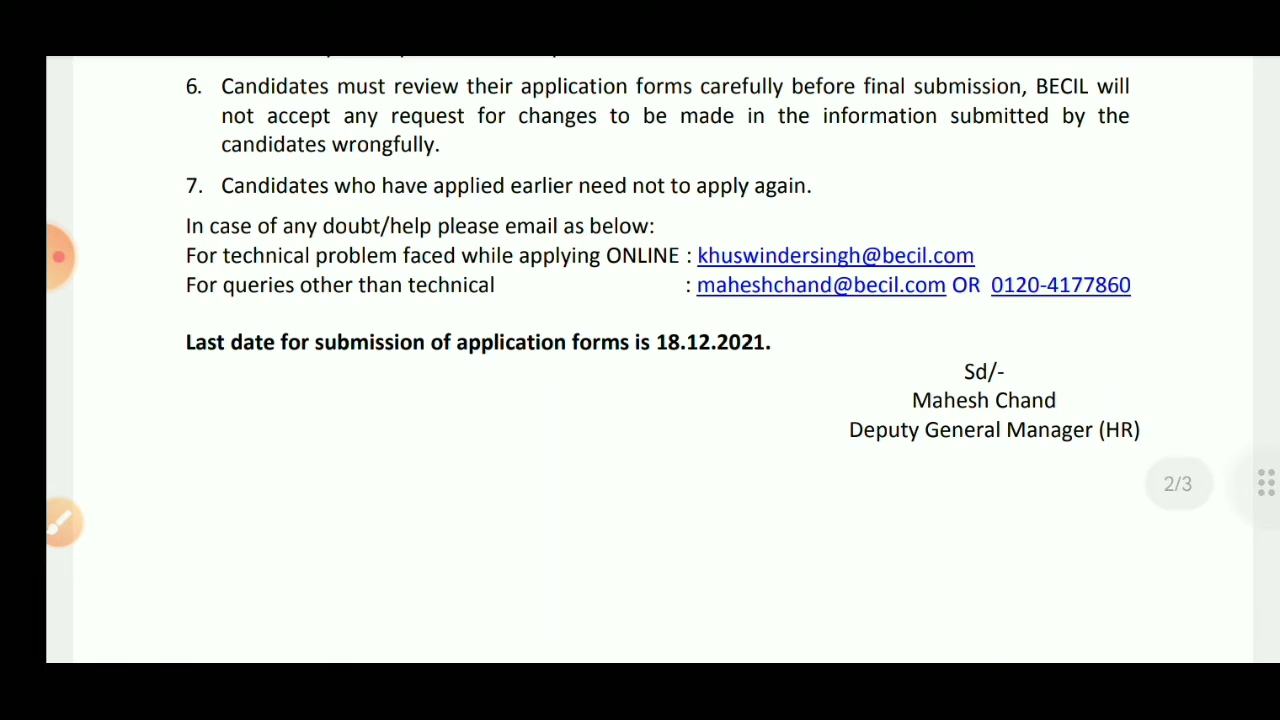 6. Candidates must review their application forms carefully before final submission, BECIL will
not accept any request for changes to be made in the information submitted by the
candidates wrongfully.
7. Candidates who have applied earlier need not to apply again.
In case of any doubt/help please email as below:
For technical problem faced while applying ONLINE : khuswindersingh@becil.com
For queries other than technical : maheshchand@becil.com OR 0120-4177860
Last date for submission of application forms is 18.12.2021.
Sd/-
Mahesh Chand
Deputy General Manager (HR)
2/3